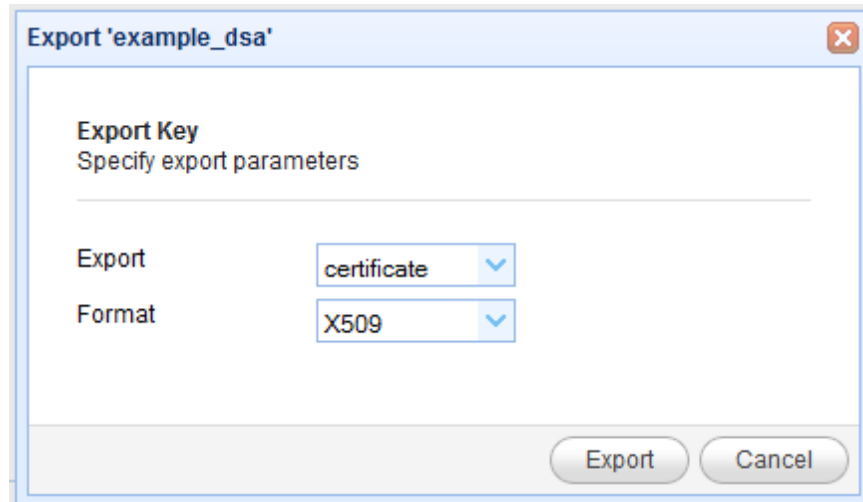 Export 'example_dsa'
Export Key
Specify export parameters
Export certificate
Format X509
Export Cancel